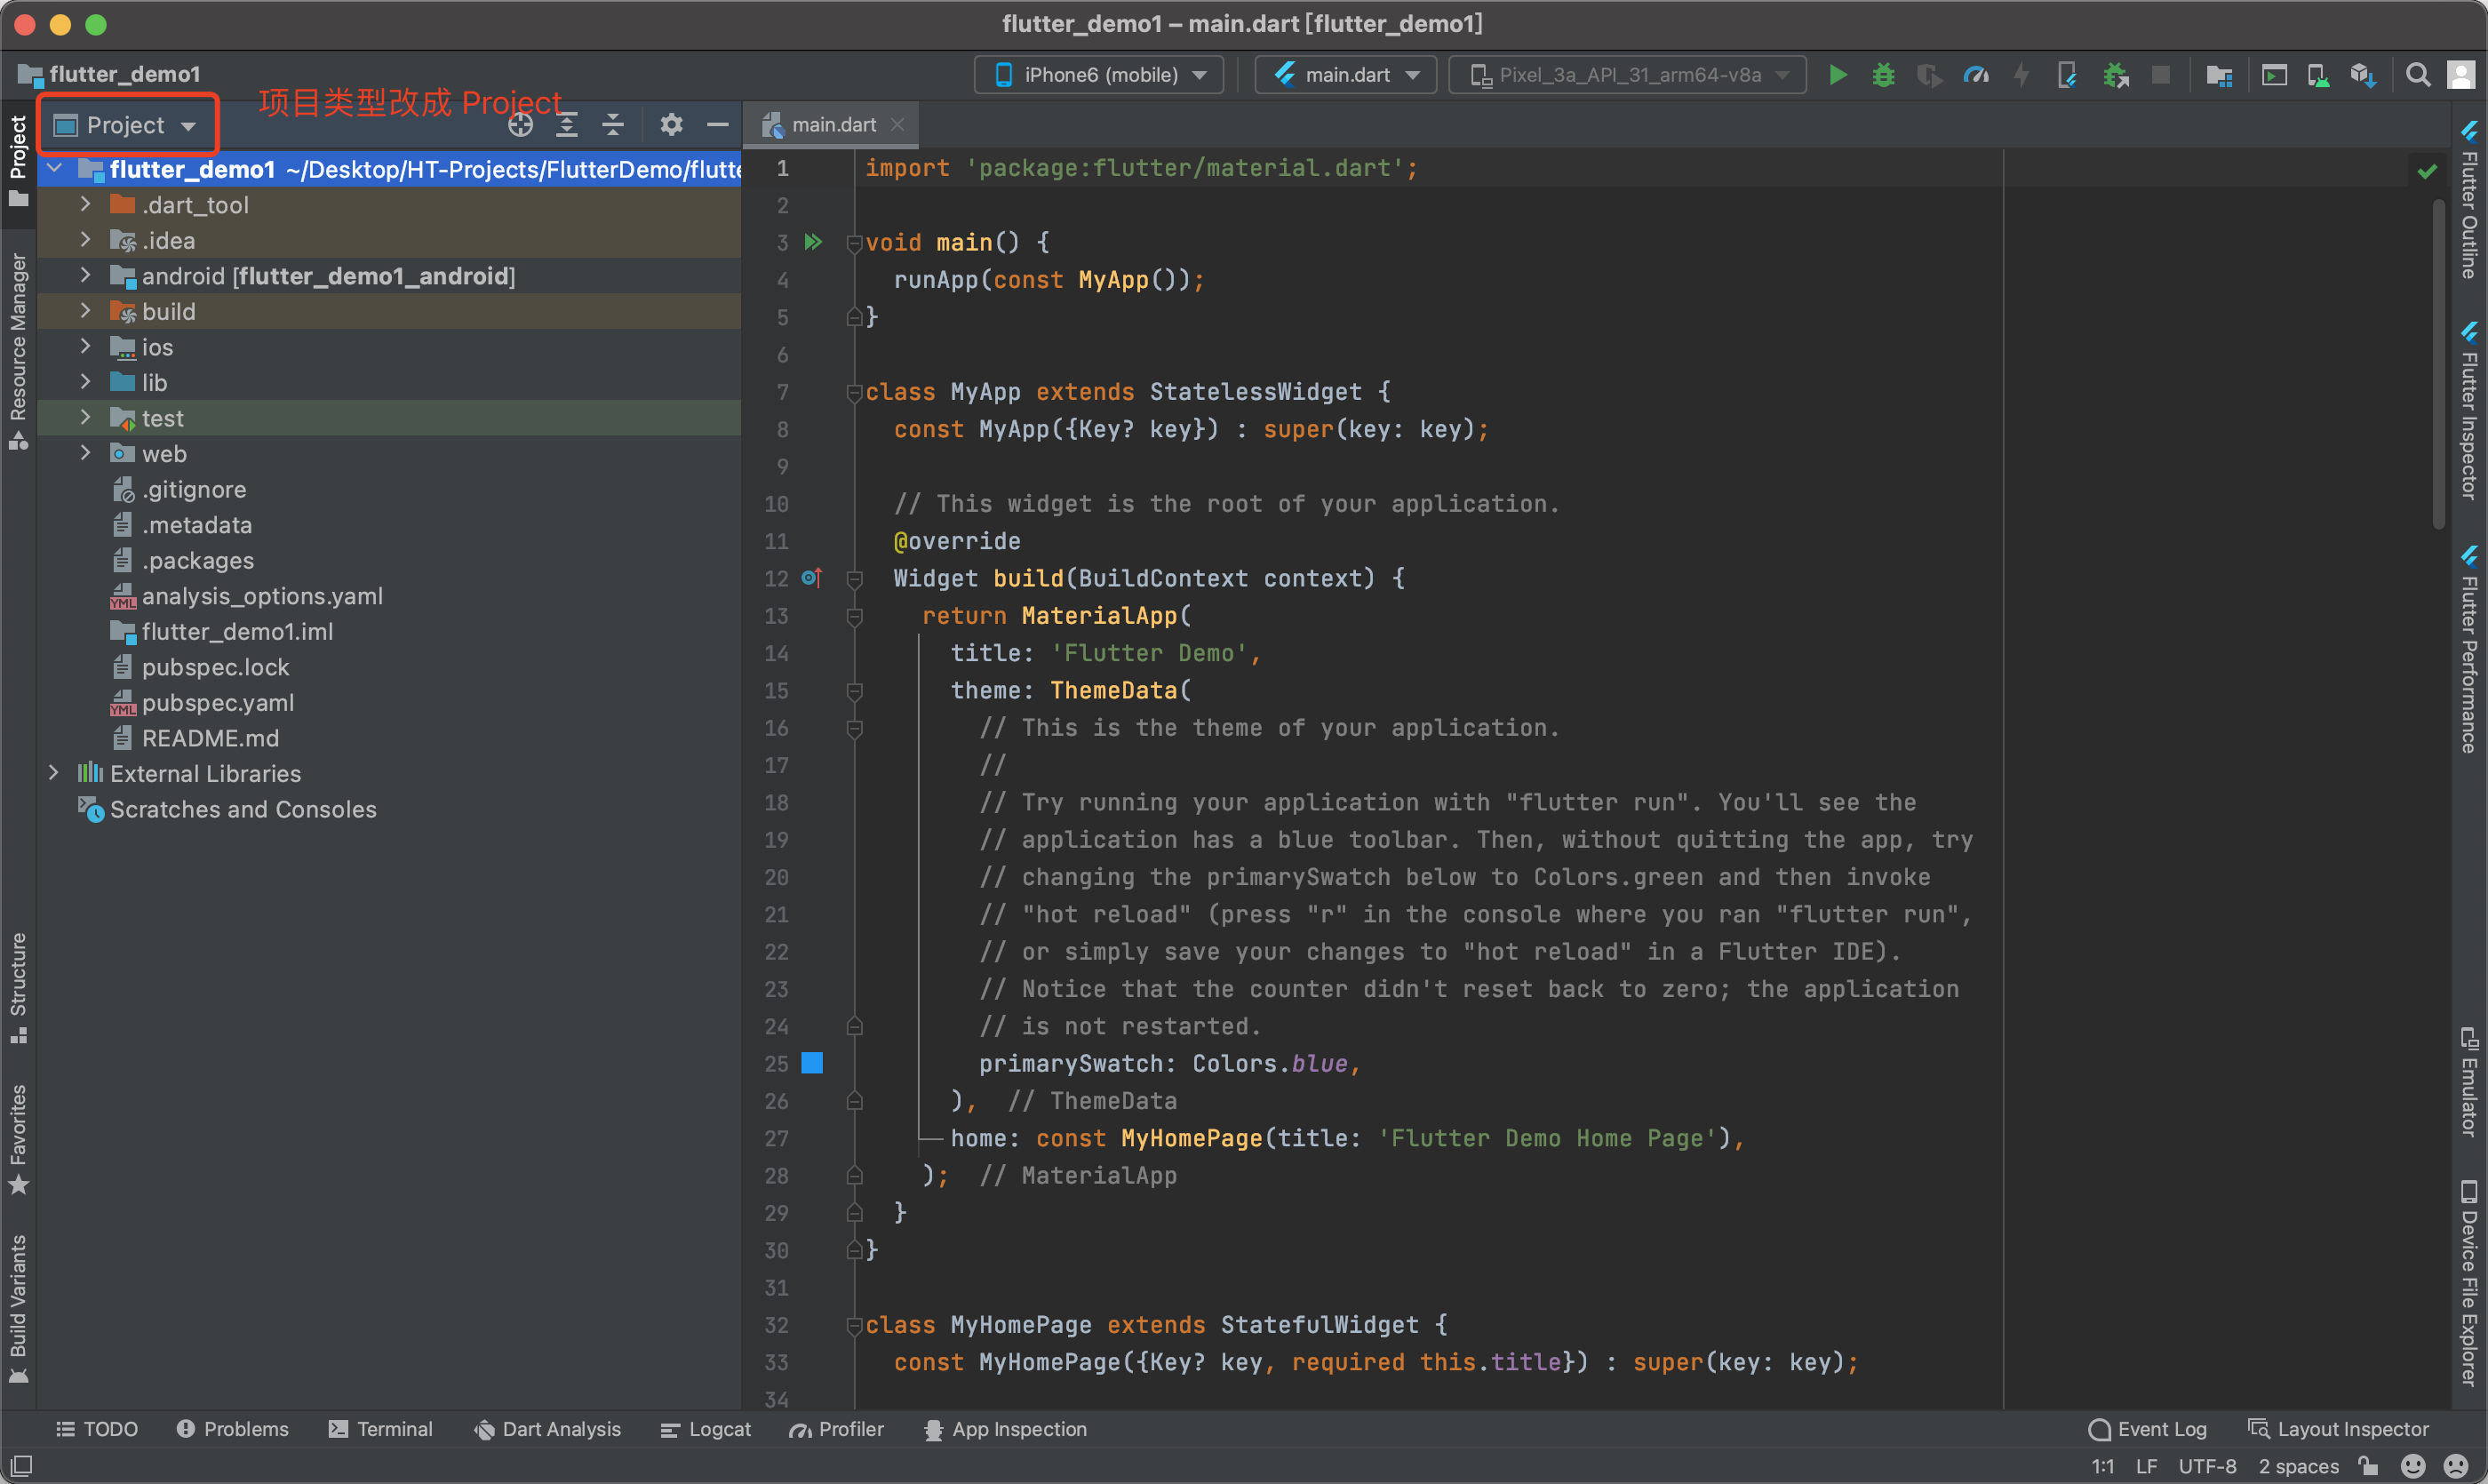 flutter_demo1 – main.dart [flutter_demo1]
flutter_demo1
iPhone6 (mobile)
main.dart
Pixel_3a_API_31_arm64-v8a
Project
项目类型改成 Project
main.dart
Project
Resource Manager
Structure
Favorites
Build Variants
flutter_demo1 ~/Desktop/HT-Projects/FlutterDemo/flutte
.dart_tool
.idea
android [flutter_demo1_android]
build
ios
lib
test
web
.gitignore
.metadata
.packages
analysis_options.yaml
flutter_demo1.iml
pubspec.lock
pubspec.yaml
README.md
External Libraries
Scratches and Consoles
1 import 'package:flutter/material.dart';
2
3 void main() {
4 runApp(const MyApp());
5 }
6
7 class MyApp extends StatelessWidget {
8 const MyApp({Key? key}) : super(key: key);
9
10 // This widget is the root of your application.
11 @override
12 Widget build(BuildContext context) {
13 return MaterialApp(
14 title: 'Flutter Demo',
15 theme: ThemeData(
16 // This is the theme of your application.
17 //
18 // Try running your application with "flutter run". You'll see the
19 // application has a blue toolbar. Then, without quitting the app, try
20 // changing the primarySwatch below to Colors.green and then invoke
21 // "hot reload" (press "r" in the console where you ran "flutter run",
22 // or simply save your changes to "hot reload" in a Flutter IDE).
23 // Notice that the counter didn't reset back to zero; the application
24 // is not restarted.
25 primarySwatch: Colors.blue,
26 ), // ThemeData
27 home: const MyHomePage(title: 'Flutter Demo Home Page'),
28 ); // MaterialApp
29 }
30 }
31
32 class MyHomePage extends StatefulWidget {
33 const MyHomePage({Key? key, required this.title}) : super(key: key);
34
Flutter Outline
Flutter Inspector
Flutter Performance
Emulator
Device File Explorer
TODO
Problems
Terminal
Dart Analysis
Logcat
Profiler
App Inspection
Event Log
Layout Inspector
1:1 LF UTF-8 2 spaces